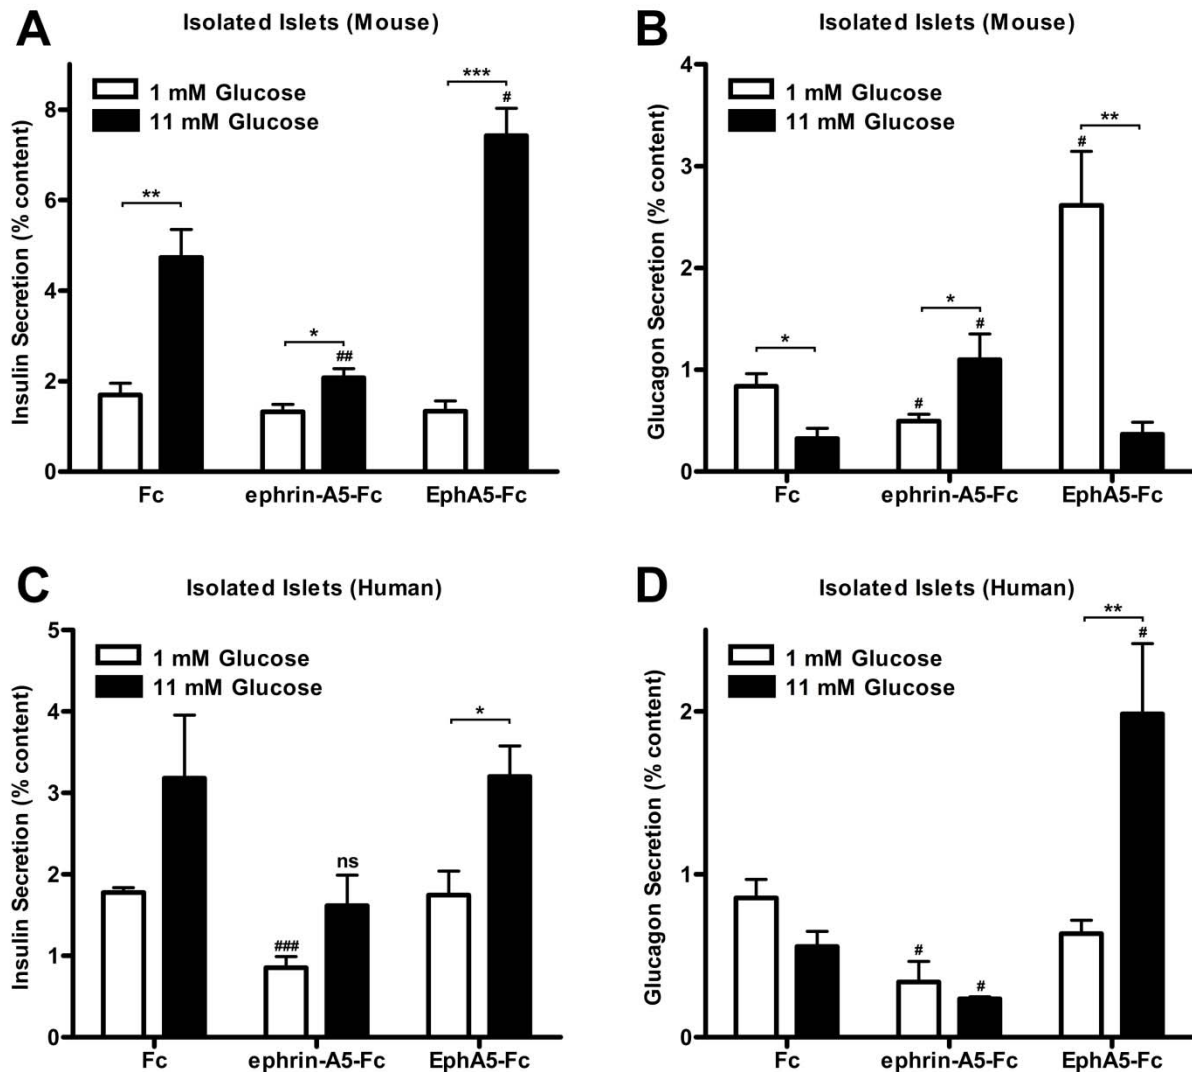 A
Isolated Islets (Mouse)
Insulin Secretion (% content)
8
6
4
2
0
1 mM Glucose
11 mM Glucose
**
*
##
***
#
Fc
ephrin-A5-Fc
EphA5-Fc
B
Isolated Islets (Mouse)
Glucagon Secretion (% content)
4
3
2
1
0
1 mM Glucose
11 mM Glucose
*
#
*
#
#
**
Fc
ephrin-A5-Fc
EphA5-Fc
C
Isolated Islets (Human)
Insulin Secretion (% content)
5
4
3
2
1
0
1 mM Glucose
11 mM Glucose
###
ns
*
Fc
ephrin-A5-Fc
EphA5-Fc
D
Isolated Islets (Human)
Glucagon Secretion (% content)
2
1
0
1 mM Glucose
11 mM Glucose
#
#
**
#
Fc
ephrin-A5-Fc
EphA5-Fc